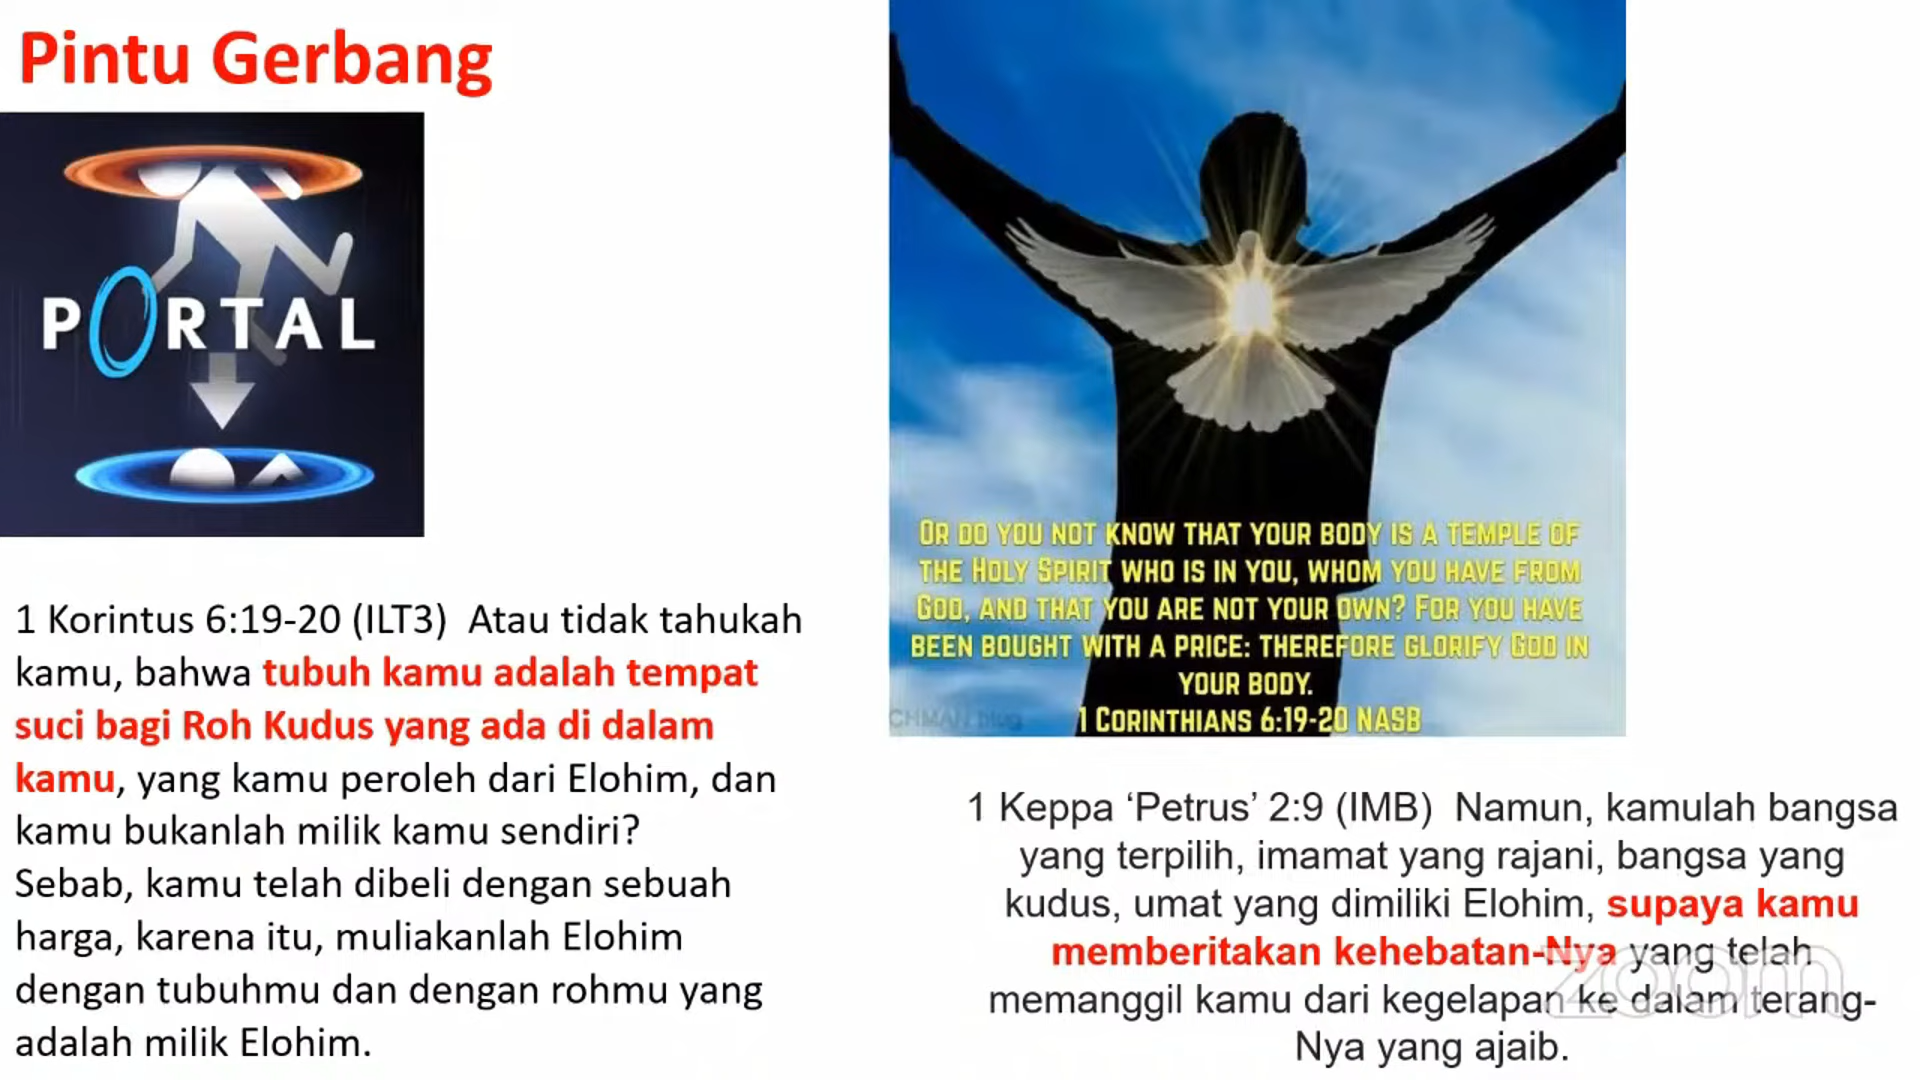 Pintu Gerbang
PORTAL
1 Korintus 6:19-20 (ILT3) Atau tidak tahukah
kamu, bahwa tubuh kamu adalah tempat
suci bagi Roh Kudus yang ada di dalam
kamu, yang kamu peroleh dari Elohim, dan
kamu bukanlah milik kamu sendiri?
Sebab, kamu telah dibeli dengan sebuah
harga, karena itu, muliakanlah Elohim
dengan tubuhmu dan dengan rohmu yang
adalah milik Elohim.
OR DO YOU NOT KNOW THAT YOUR BODY IS A TEMPLE OF
THE HOLY SPIRIT WHO IS IN YOU, WHOM YOU HAVE FROM
GOD, AND THAT YOU ARE NOT YOUR OWN? FOR YOU HAVE
BEEN BOUGHT WITH A PRICE: THEREFORE GLORIFY GOD IN
YOUR BODY.
1 CORINTHIANS 6:19-20 NASB
1 Keppa ‘Petrus’ 2:9 (IMB) Namun, kamulah bangsa
yang terpilih, imamat yang rajani, bangsa yang
kudus, umat yang dimiliki Elohim, supaya kamu
memberitakan kehebatan-Nya yang telah
memanggil kamu dari kegelapan ke dalam terang-
Nya yang ajaib.
zoom